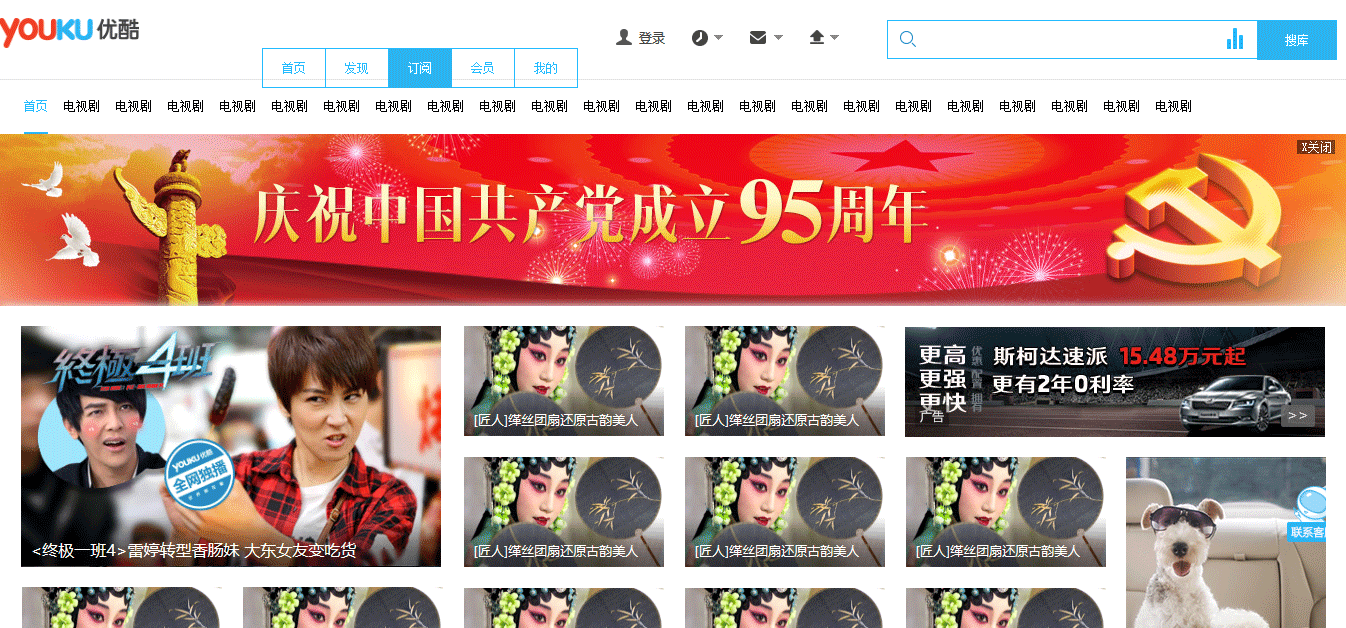 YOUKU 优酷
登录
搜库
首页 发现 订阅 会员 我的
首页 电视剧 电视剧 电视剧 电视剧 电视剧 电视剧 电视剧 电视剧 电视剧 电视剧 电视剧 电视剧 电视剧 电视剧 电视剧 电视剧 电视剧 电视剧 电视剧 电视剧 电视剧 电视剧
X关闭
庆祝中国共产党成立95周年
终極4班
YOUKU优酷
全网独播
<终极一班4>雷婷转型香肠妹 大东女友变吃货
[匠人]缂丝团扇还原古韵美人
[匠人]缂丝团扇还原古韵美人
更高
更强
更快
优惠
配置
拥有
斯柯达速派 15.48万元起
更有2年0利率
广告
>>
[匠人]缂丝团扇还原古韵美人
[匠人]缂丝团扇还原古韵美人
[匠人]缂丝团扇还原古韵美人
联系客